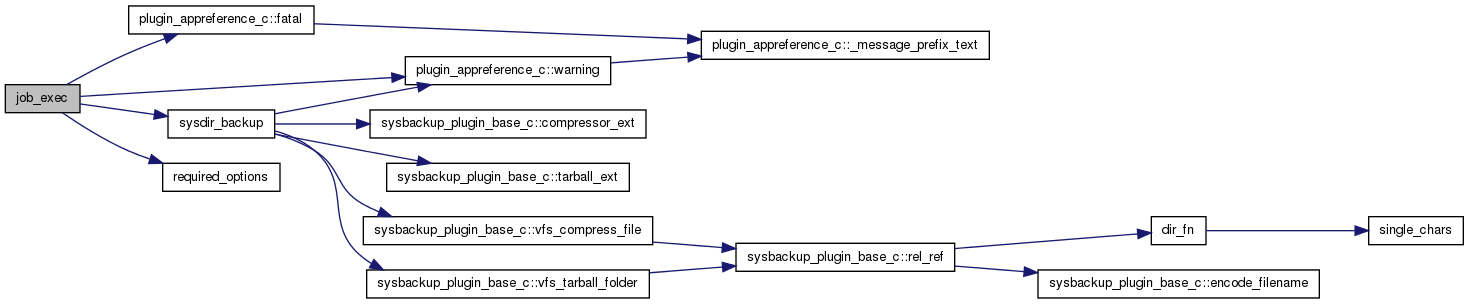 job_exec
plugin_appreference_c::fatal
plugin_appreference_c::_message_prefix_text
plugin_appreference_c::warning
sysdir_backup
sysbackup_plugin_base_c::compressor_ext
required_options
sysbackup_plugin_base_c::tarball_ext
sysbackup_plugin_base_c::vfs_compress_file
sysbackup_plugin_base_c::vfs_tarball_folder
sysbackup_plugin_base_c::rel_ref
dir_fn
single_chars
sysbackup_plugin_base_c::encode_filename